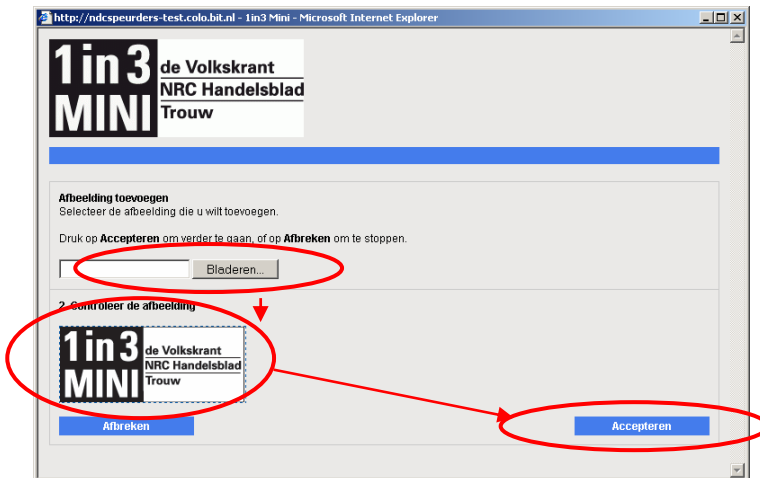 http://ndcspeurders-test.colo.bit.nl - 1in3 Mini - Microsoft Internet Explorer
1in3 de Volkskrant
NRC Handelsblad
MINI Trouw
Afbeelding toevoegen
Selecteer de afbeelding die u wilt toevoegen.
Druk op Accepteren om verder te gaan, of op Afbreken om te stoppen.
Bladeren...
2. Controleer de afbeelding
1in3 de Volkskrant
NRC Handelsblad
MINI Trouw
Afbreken Accepteren